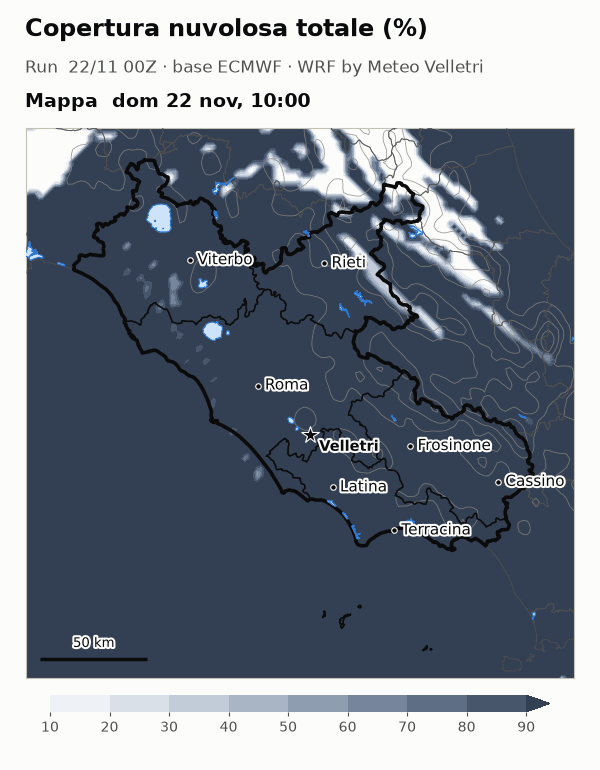 Copertura nuvolosa totale (%)
Run  22/11 00Z · base ECMWF · WRF by Meteo Velletri
Mappa  dom 22 nov, 10:00
Viterbo
Rieti
Roma
Velletri
Frosinone
Cassino
Latina
Terracina
50 km
10 20 30 40 50 60 70 80 90